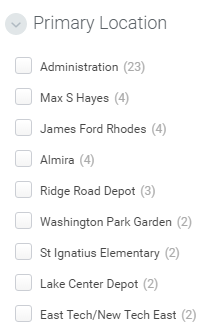 Primary Location
Administration (23)
Max S Hayes (4)
James Ford Rhodes (4)
Almira (4)
Ridge Road Depot (3)
Washington Park Garden (2)
St Ignatius Elementary (2)
Lake Center Depot (2)
East Tech/New Tech East (2)